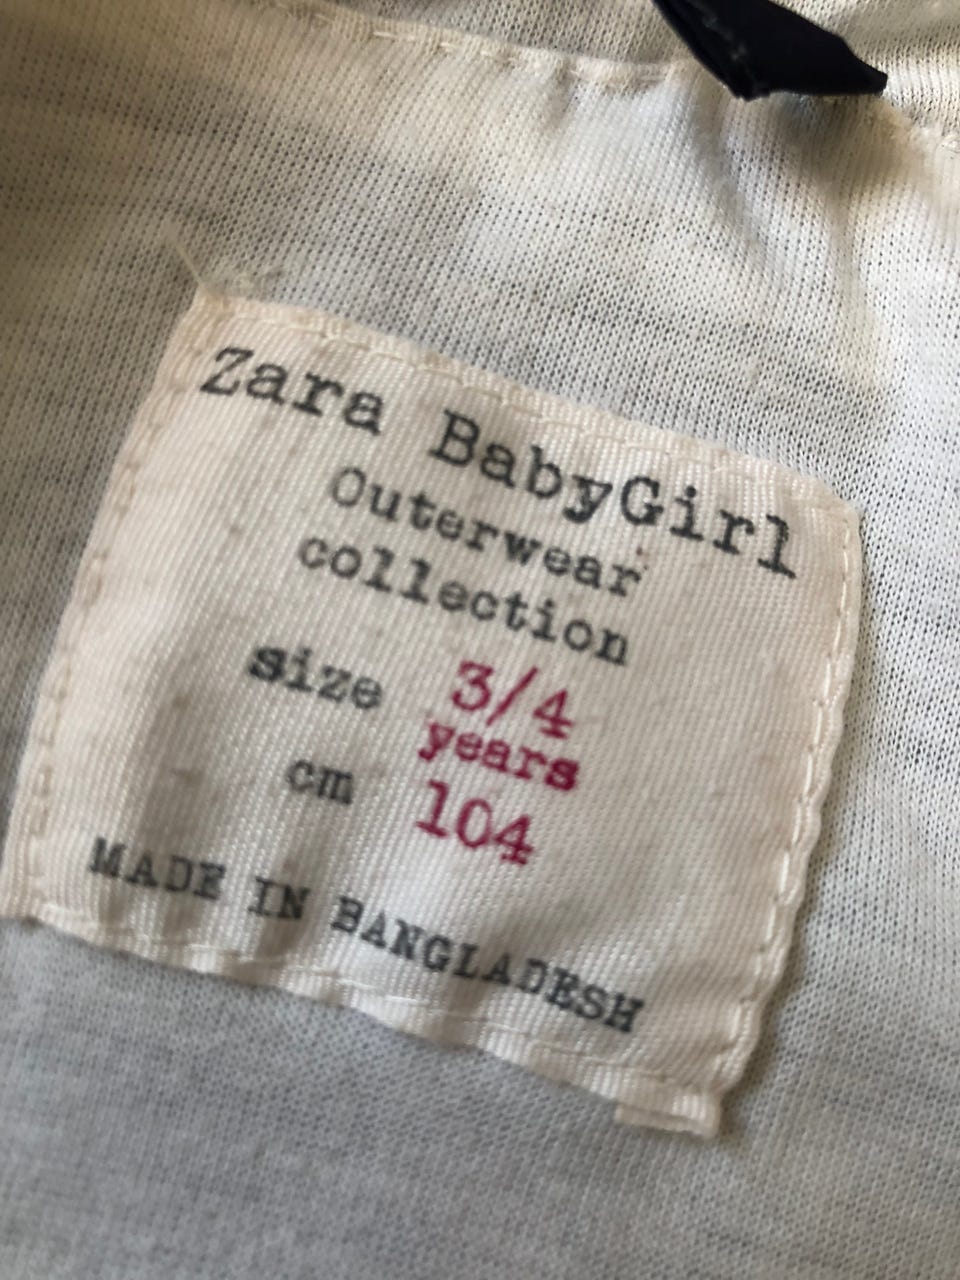 Zara BabyGirl
Outerwear
collection
size 3/4
years
cm 104
MADE IN BANGLADESH